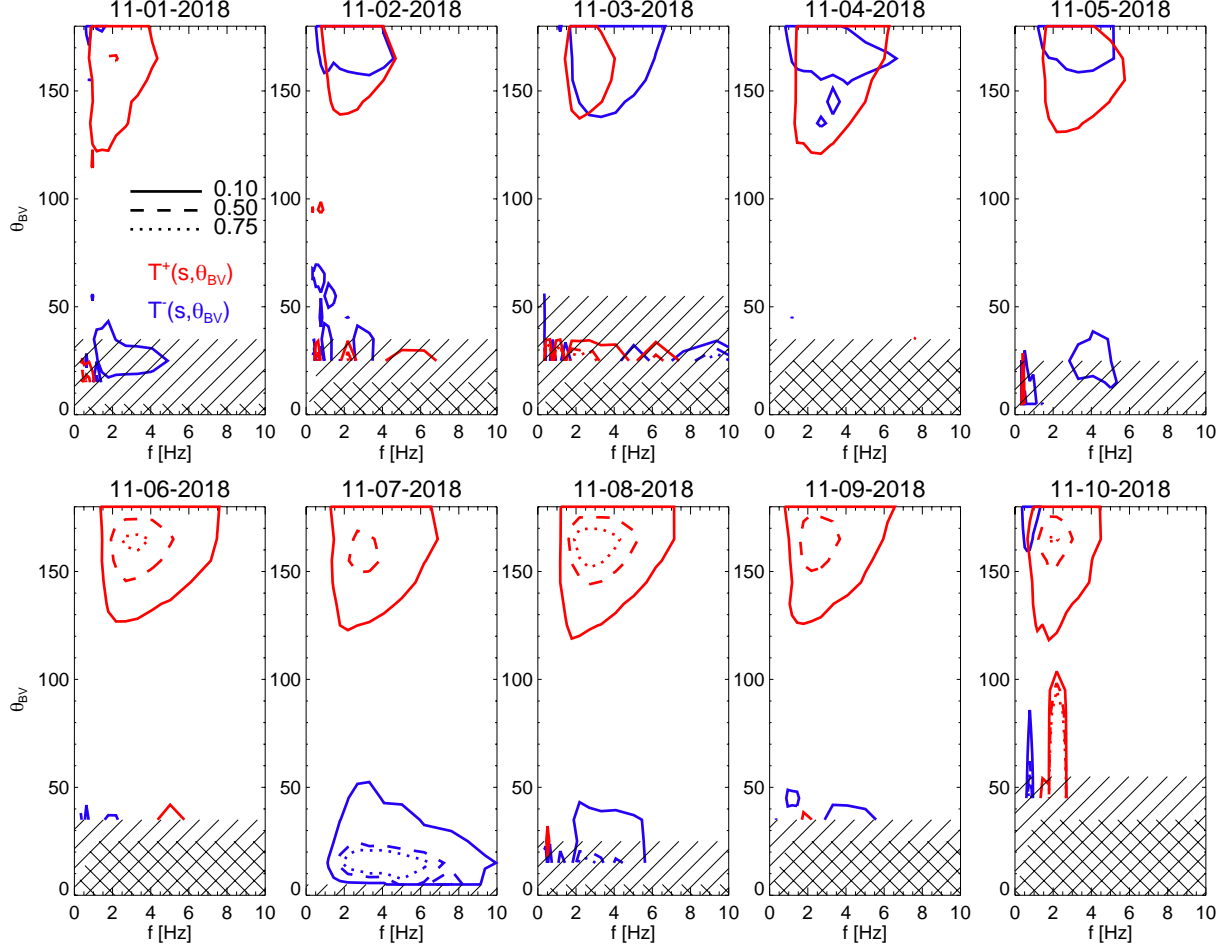 11-01-2018 11-02-2018 11-03-2018 11-04-2018 11-05-2018
θBV
150 150 150 150 150
100 100 100 100 100
50 50 50 50 50
0 0 0 0 0
0.10
0.50
0.75
T+(s,θBV)
T-(s,θBV)
0 2 4 6 8 10 0 2 4 6 8 10 0 2 4 6 8 10 0 2 4 6 8 10 0 2 4 6 8 10
f [Hz] f [Hz] f [Hz] f [Hz] f [Hz]
11-06-2018 11-07-2018 11-08-2018 11-09-2018 11-10-2018
θBV
150 150 150 150 150
100 100 100 100 100
50 50 50 50 50
0 0 0 0 0
0 2 4 6 8 10 0 2 4 6 8 10 0 2 4 6 8 10 0 2 4 6 8 10 0 2 4 6 8 10
f [Hz] f [Hz] f [Hz] f [Hz] f [Hz]